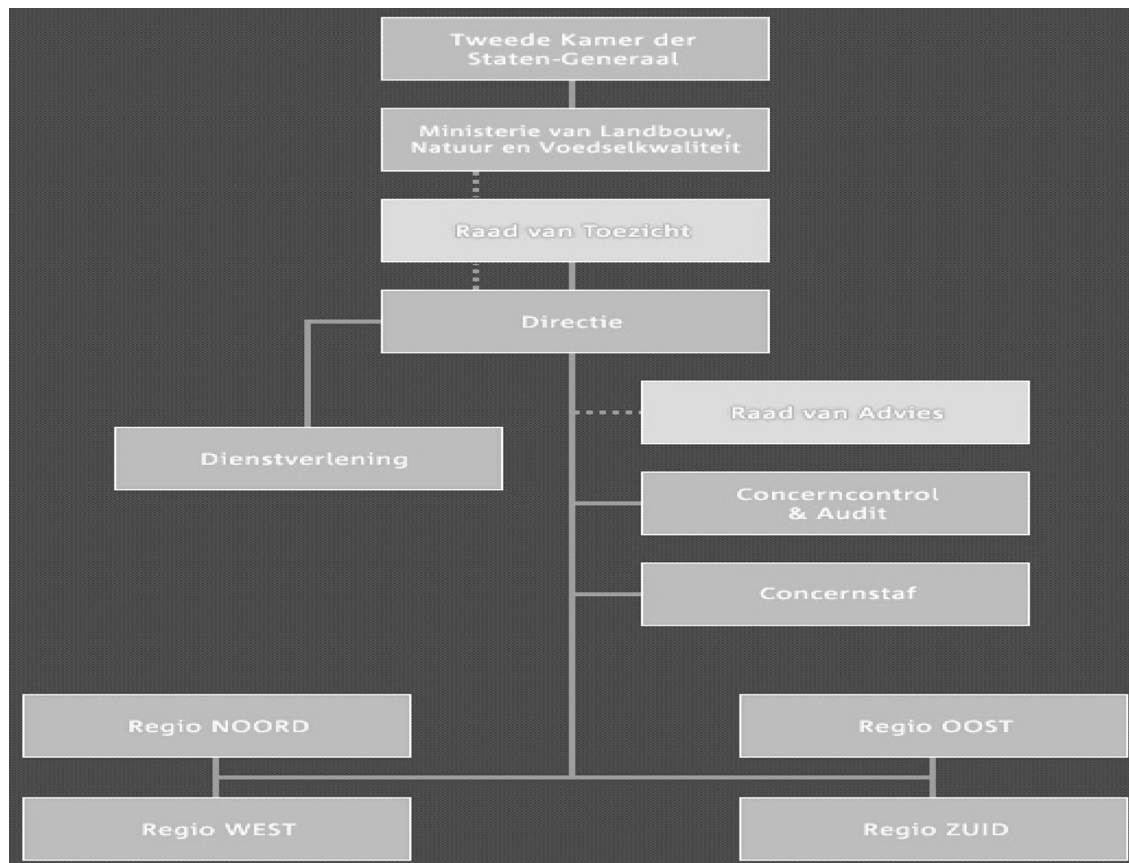 Tweede Kamer der
Staten-Generaal
Ministerie van Landbouw,
Natuur en Voedselkwaliteit
Raad van Toezicht
Directie
Raad van Advies
Dienstverlening
Concerncontrol
& Audit
Concernstaf
Regio NOORD
Regio OOST
Regio WEST
Regio ZUID